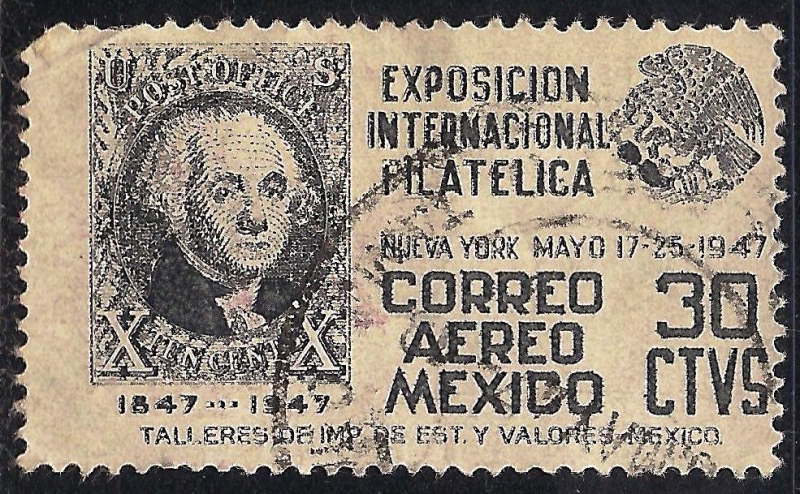 U S
POST OFFICE
X TEN CENTS X
1847 ··· 1947
EXPOSICION
INTERNACIONAL
FILATELICA
NUEVA YORK MAYO 17-25-1947
CORREO
AEREO
MEXICO
30
CTVS
TALLERES DE IMP. DE EST. Y VALORES-MEXICO.